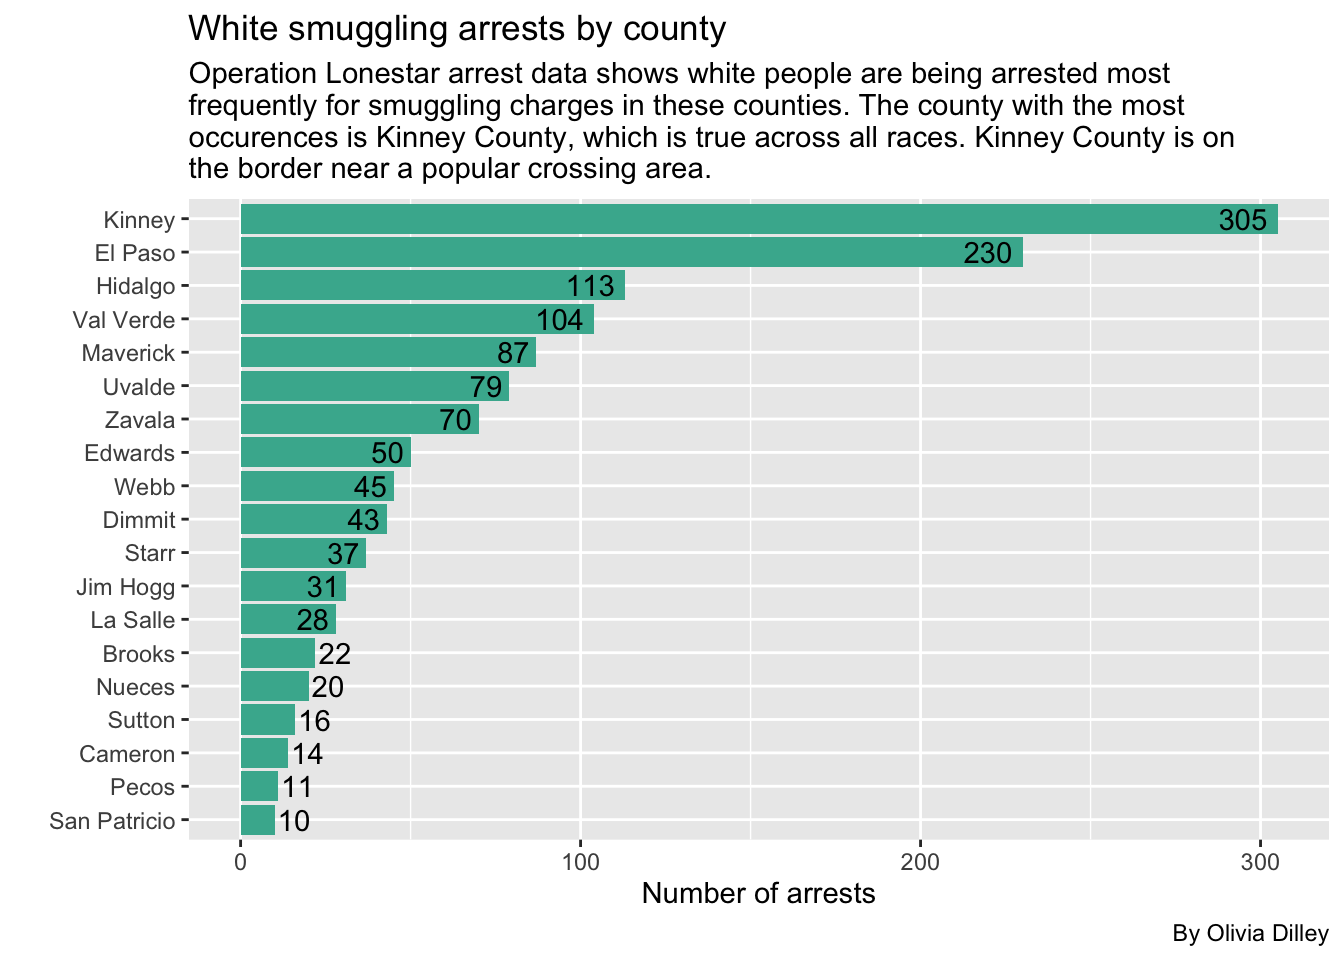 White smuggling arrests by county
Operation Lonestar arrest data shows white people are being arrested most
frequently for smuggling charges in these counties. The county with the most
occurences is Kinney County, which is true across all races. Kinney County is on
the border near a popular crossing area.
Kinney 305
El Paso 230
Hidalgo 113
Val Verde 104
Maverick 87
Uvalde 79
Zavala 70
Edwards 50
Webb 45
Dimmit 43
Starr 37
Jim Hogg 31
La Salle 28
Brooks 22
Nueces 20
Sutton 16
Cameron 14
Pecos 11
San Patricio 10
0 100 200 300
Number of arrests
By Olivia Dilley